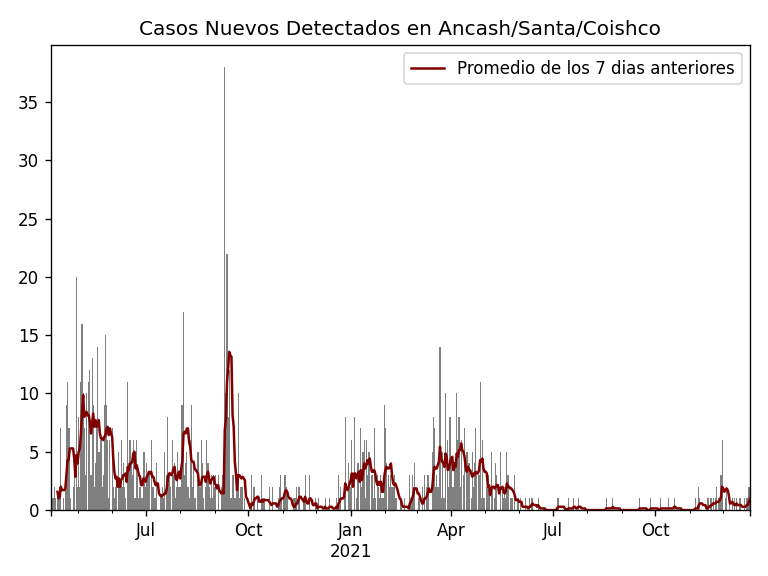 Casos Nuevos Detectados en Ancash/Santa/Coishco
Promedio de los 7 dias anteriores
35
30
25
20
15
10
5
0
Jul
Oct
Jan
2021
Apr
Jul
Oct